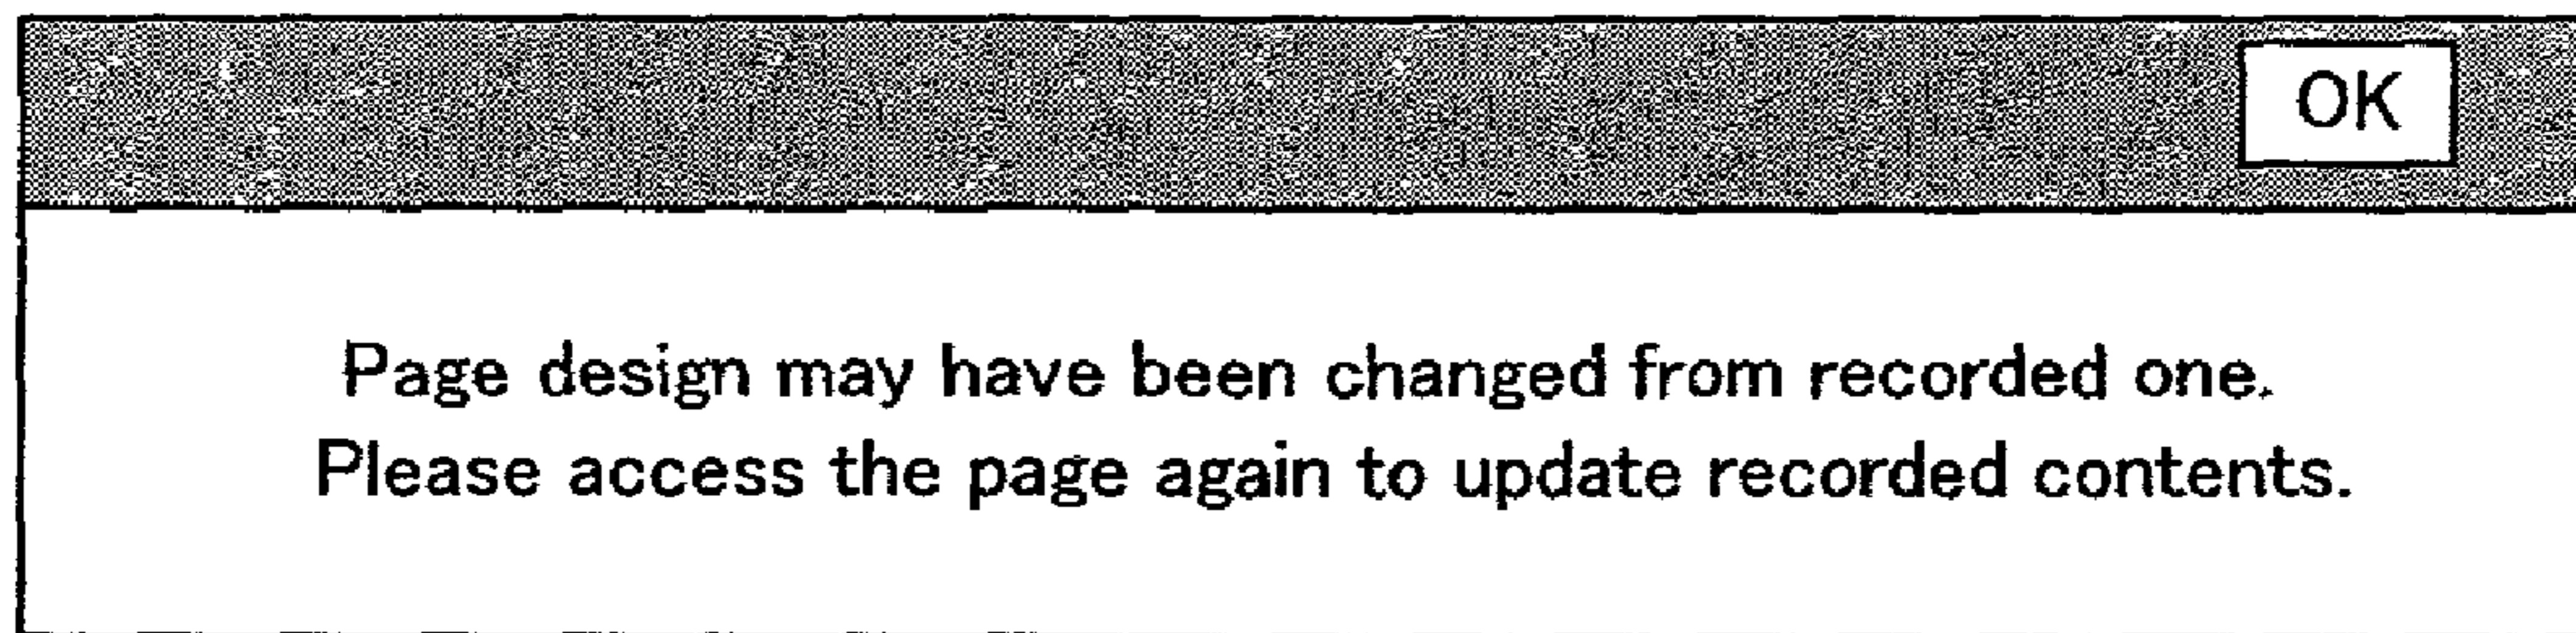 OK
Page design may have been changed from recorded one.
Please access the page again to update recorded contents.